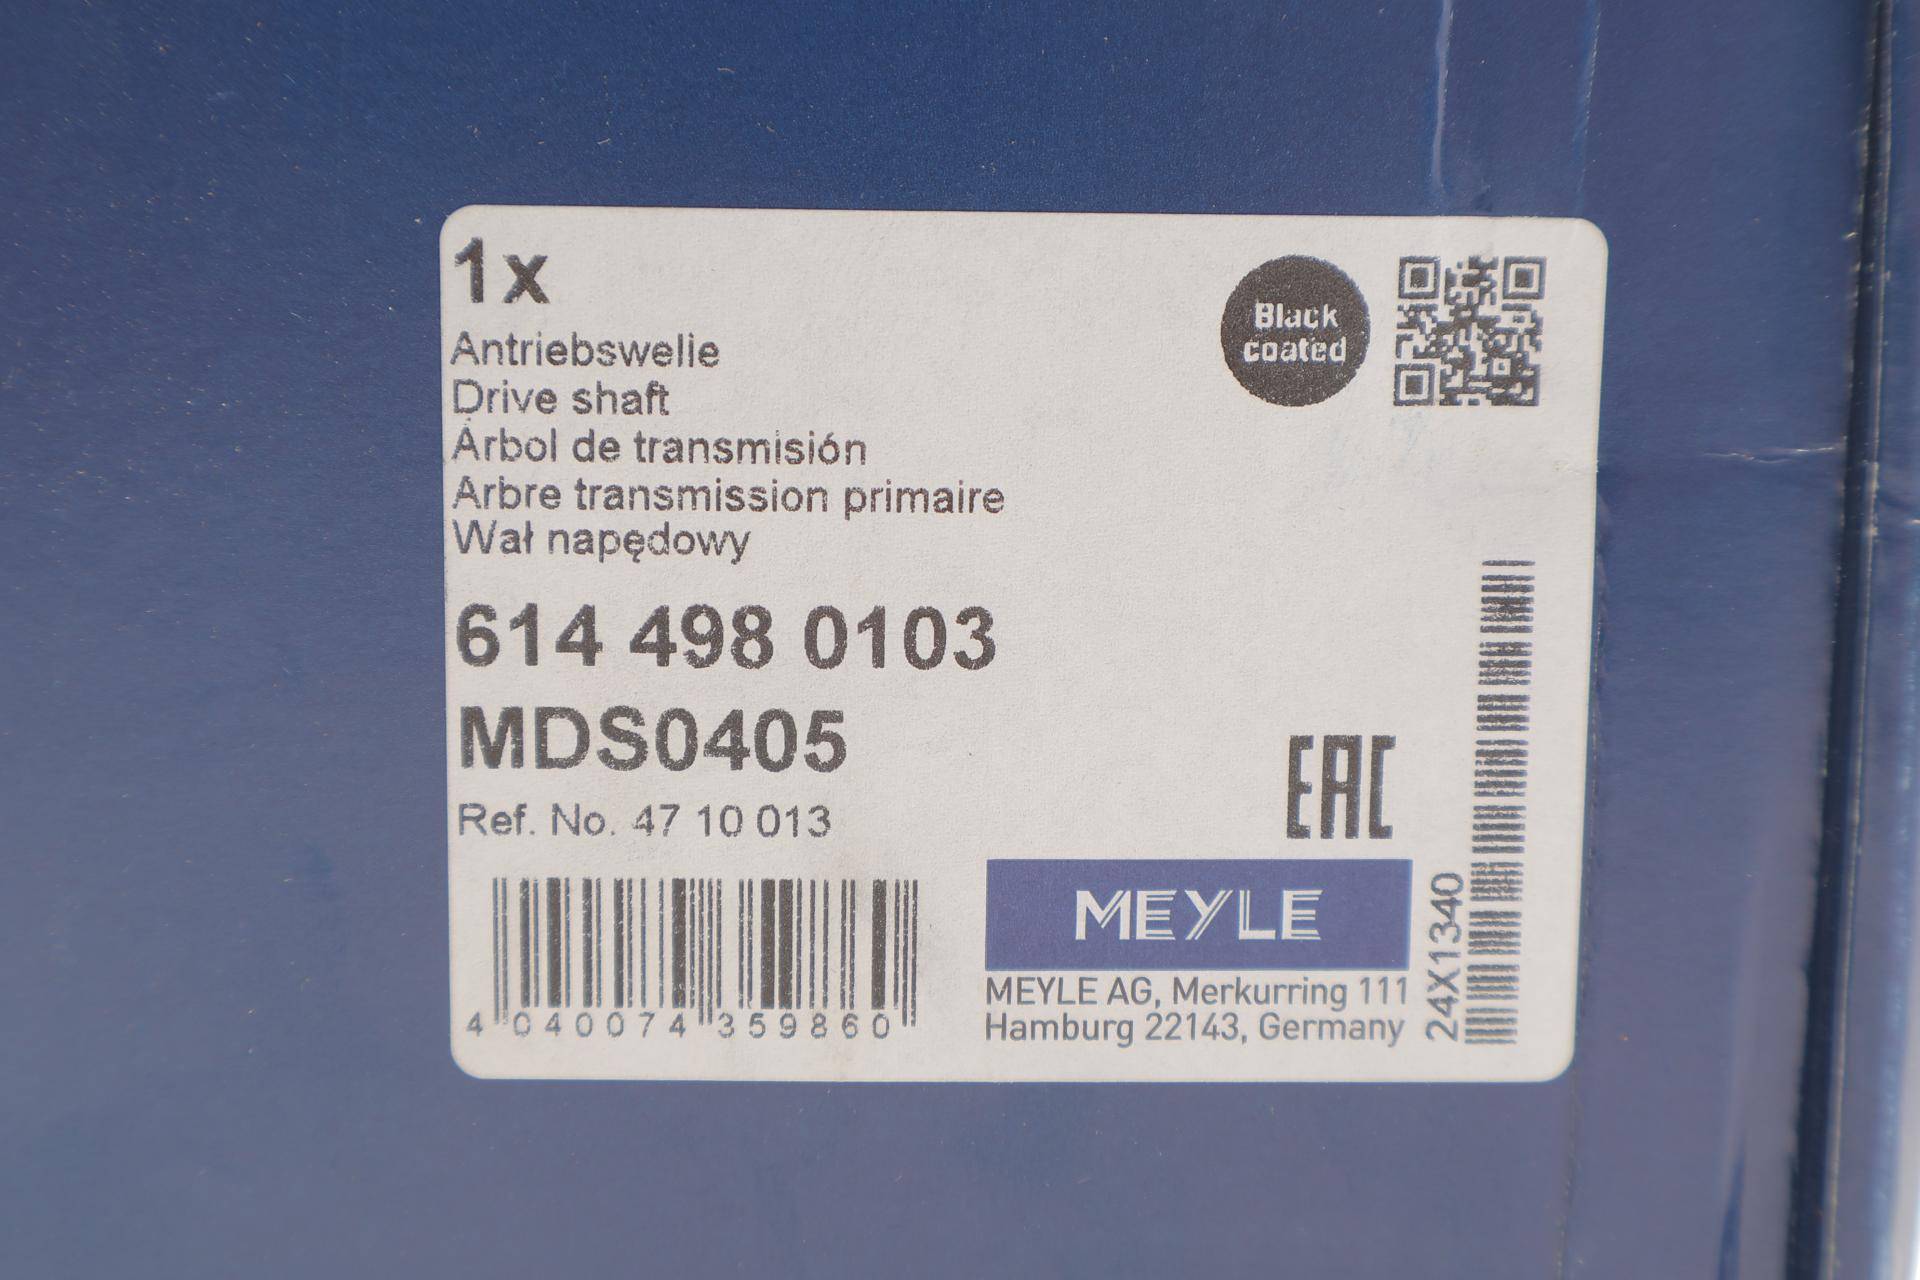 1x
Antriebswelle
Drive shaft
Árbol de transmisión
Arbre transmission primaire
Wał napędowy
Black
coated
614 498 0103
MDS0405
Ref. No. 47 10 013
EAC
4 040074 359860
MEYLE
MEYLE AG, Merkurring 111
Hamburg 22143, Germany
24X1340